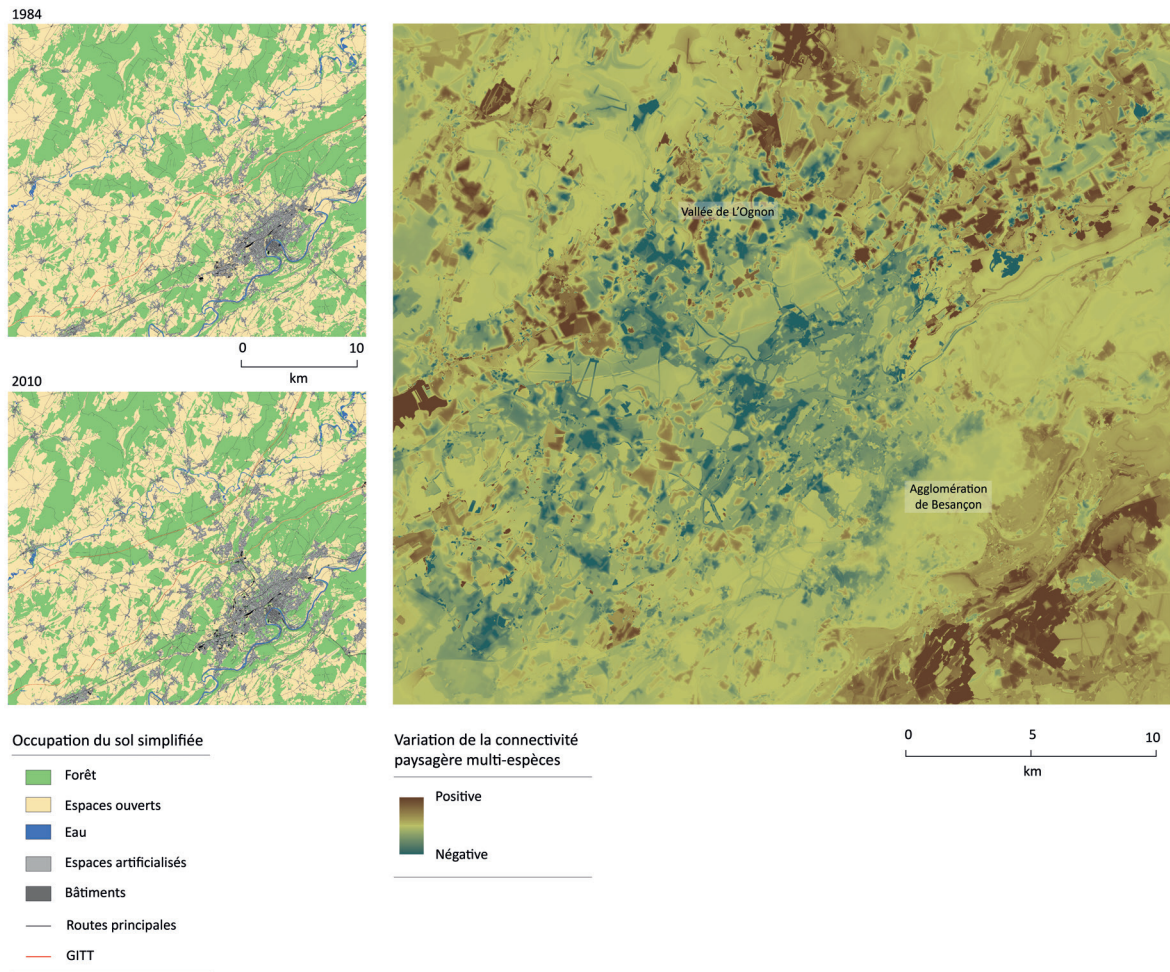 1984
0
10
km
2010
Vallée de L'Ognon
Agglomération
de Besançon
0
5
10
km
Occupation du sol simplifiée
Forêt
Espaces ouverts
Eau
Espaces artificialisés
Bâtiments
Routes principales
GITT
Variation de la connectivité
paysagère multi-espèces
Positive
Négative